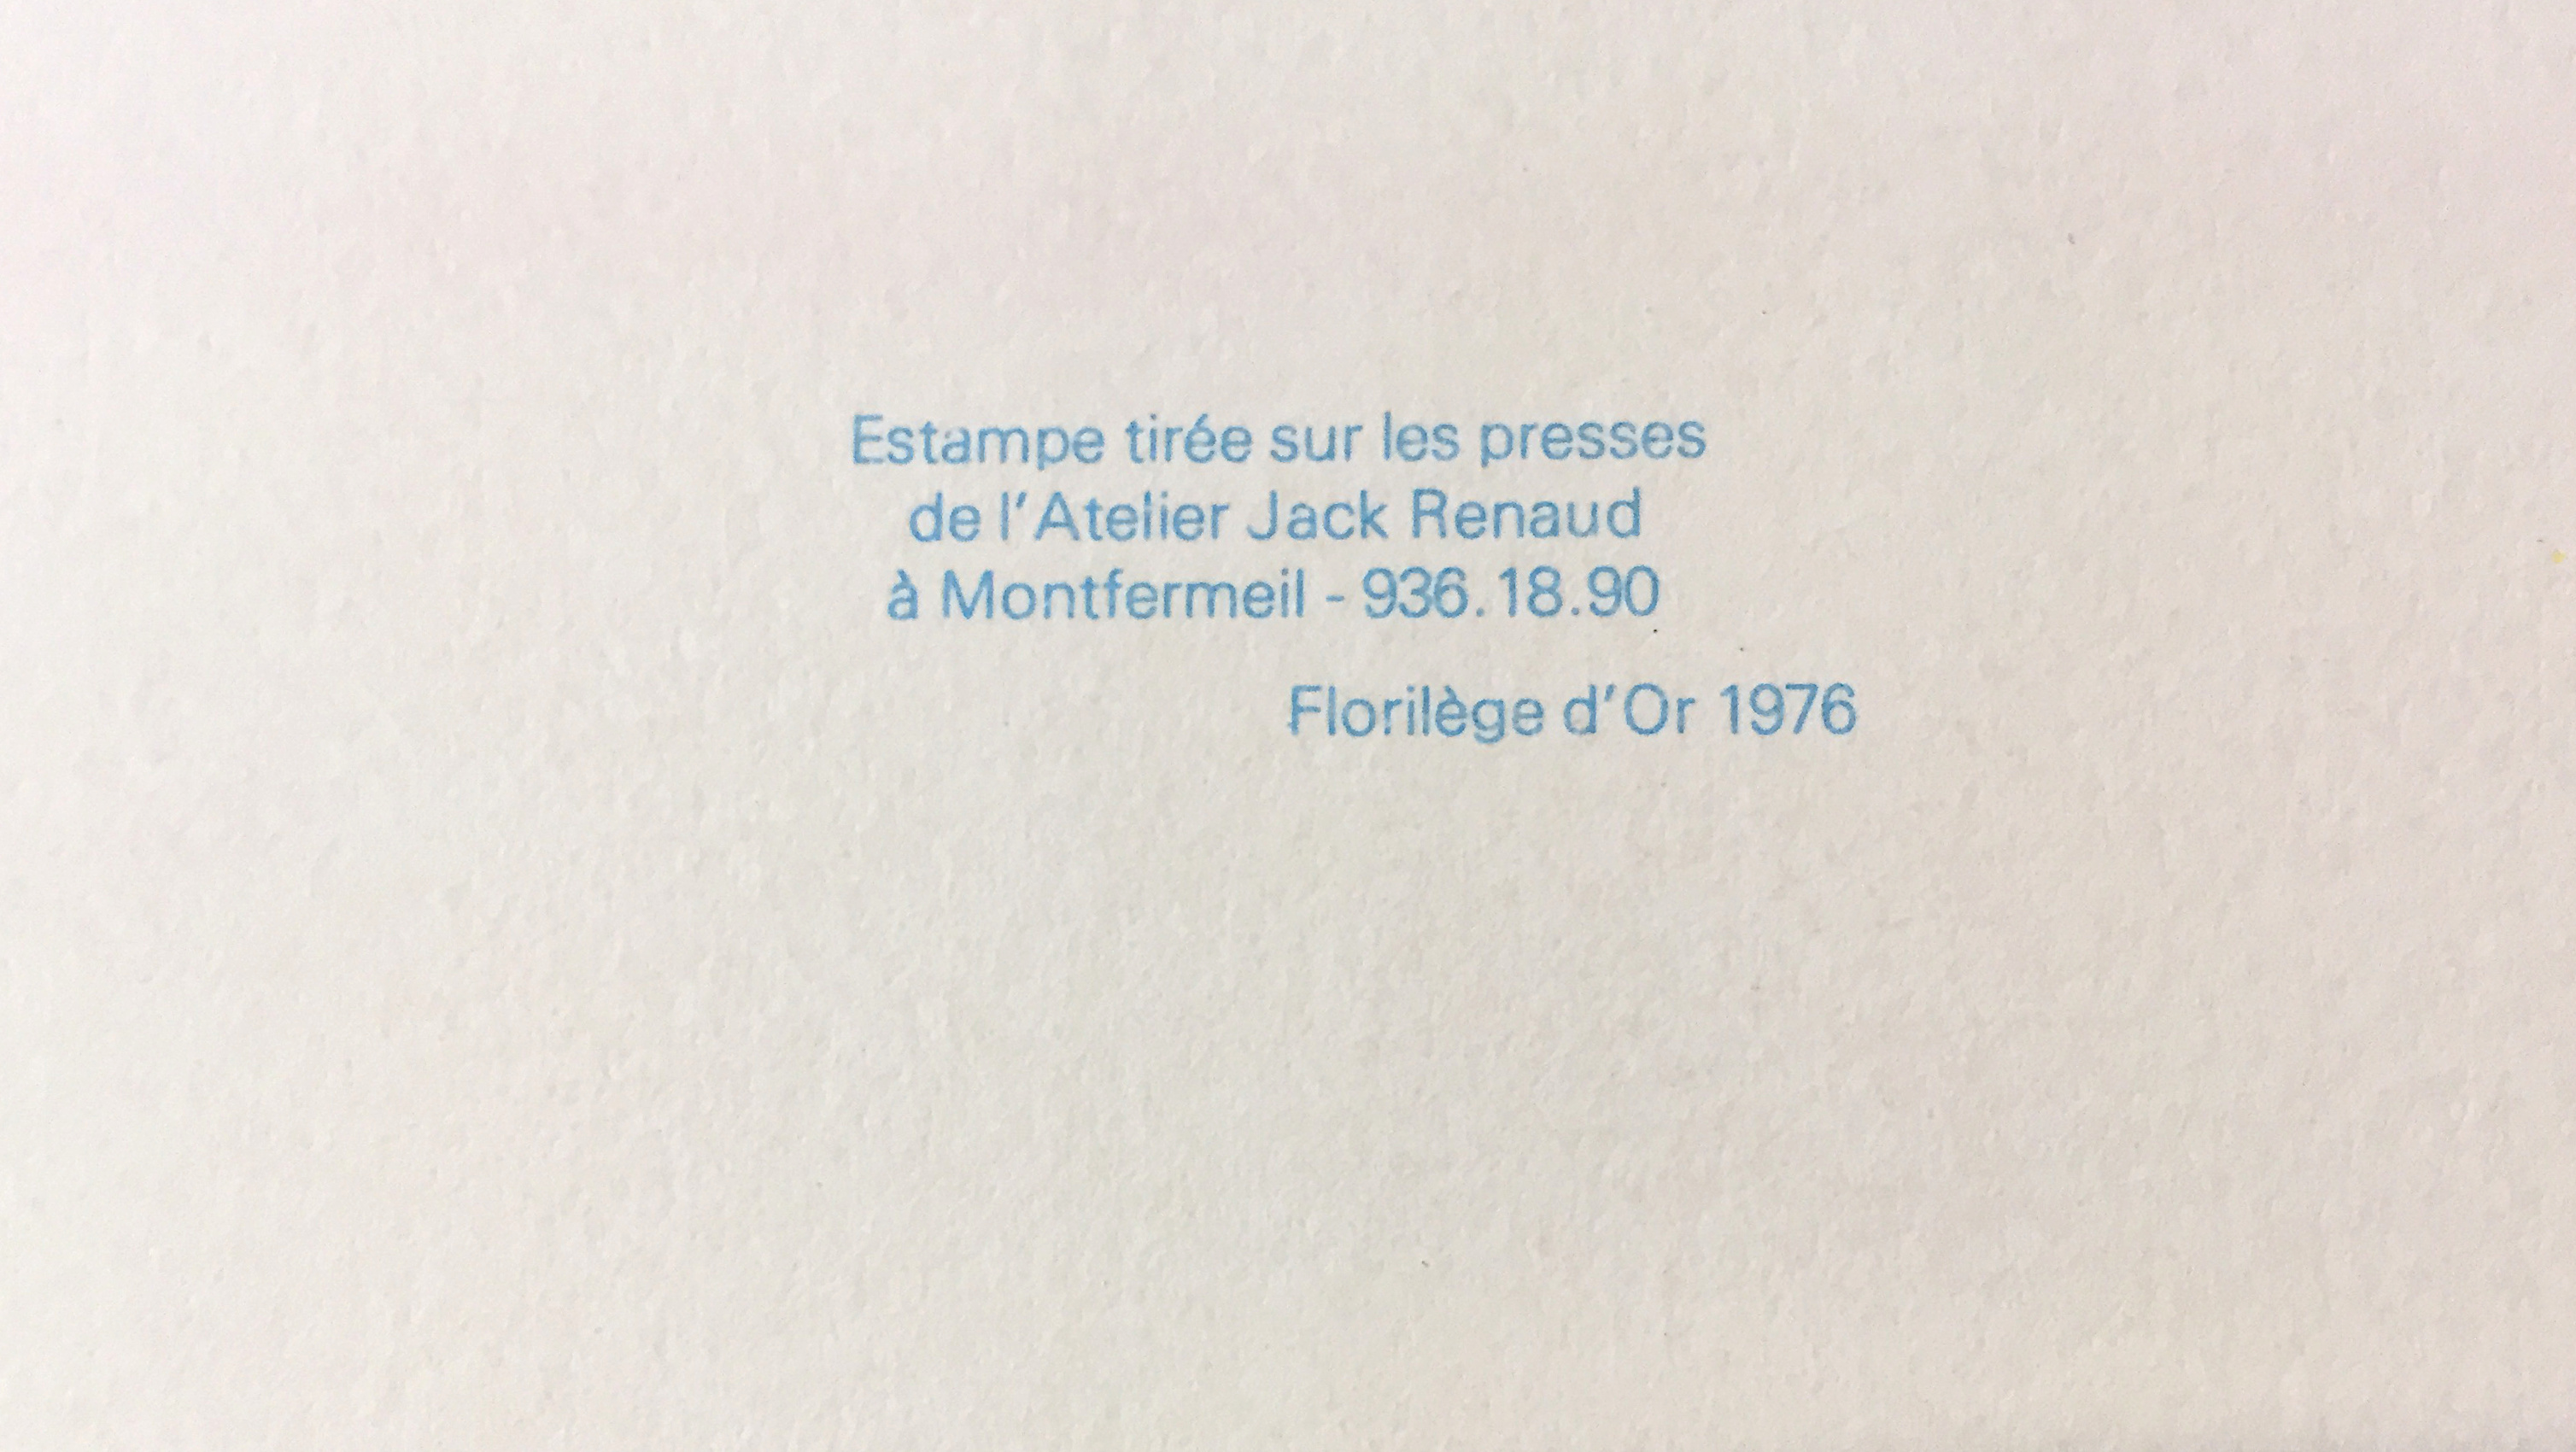 Estampe tirée sur les presses
de l'Atelier Jack Renaud
à Montfermeil - 936.18.90
Florilège d'Or 1976